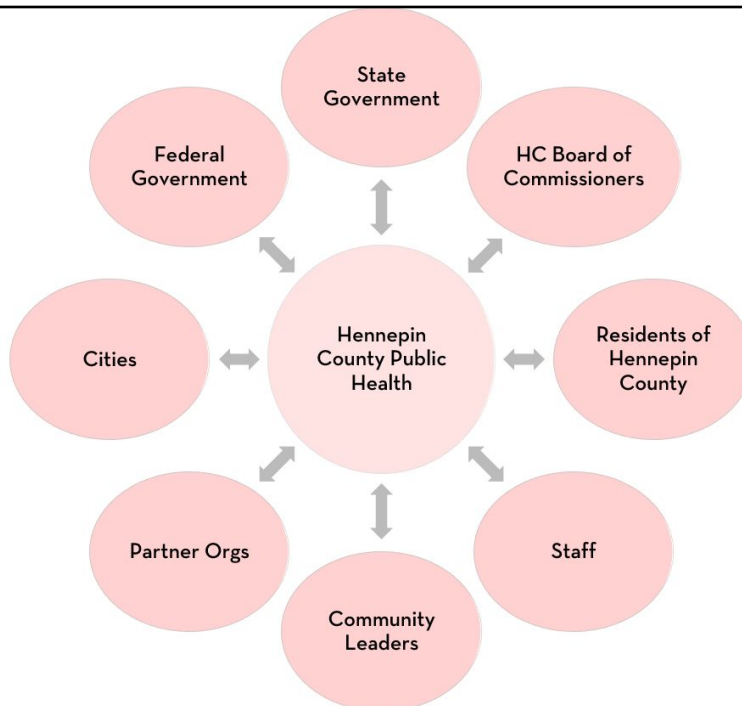 State
Government
HC Board of
Commissioners
Residents of
Hennepin
County
Staff
Community
Leaders
Partner Orgs
Cities
Federal
Government
Hennepin
County Public
Health